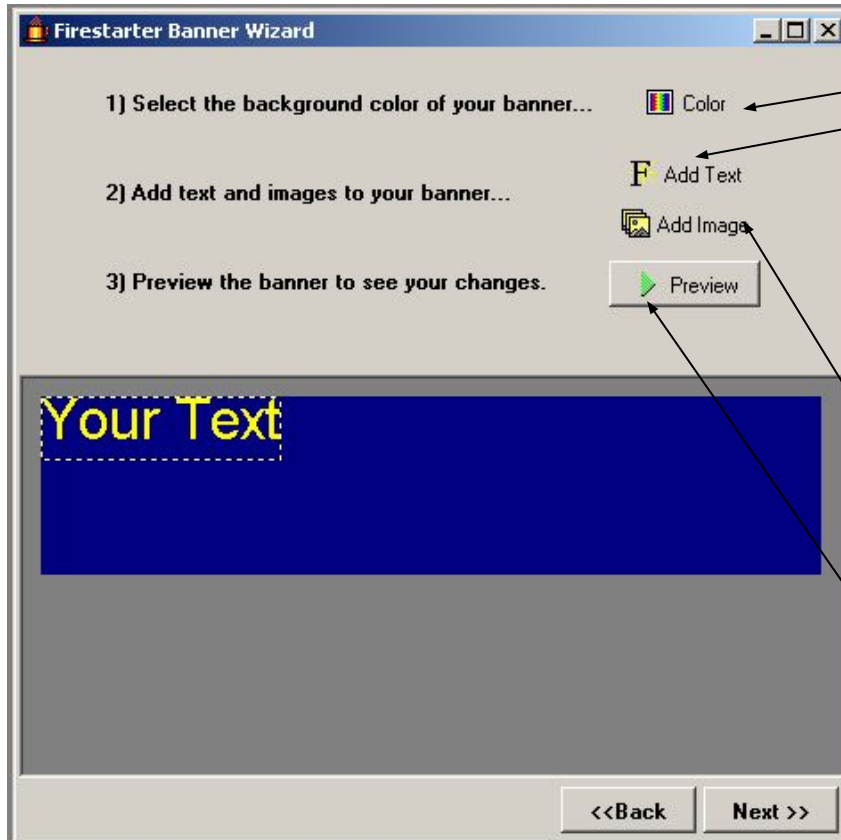 Firestarter Banner Wizard
1) Select the background color of your banner... Color
Add Text
2) Add text and images to your banner...
Add Image
3) Preview the banner to see your changes. Preview
Your Text
<<Back Next >>